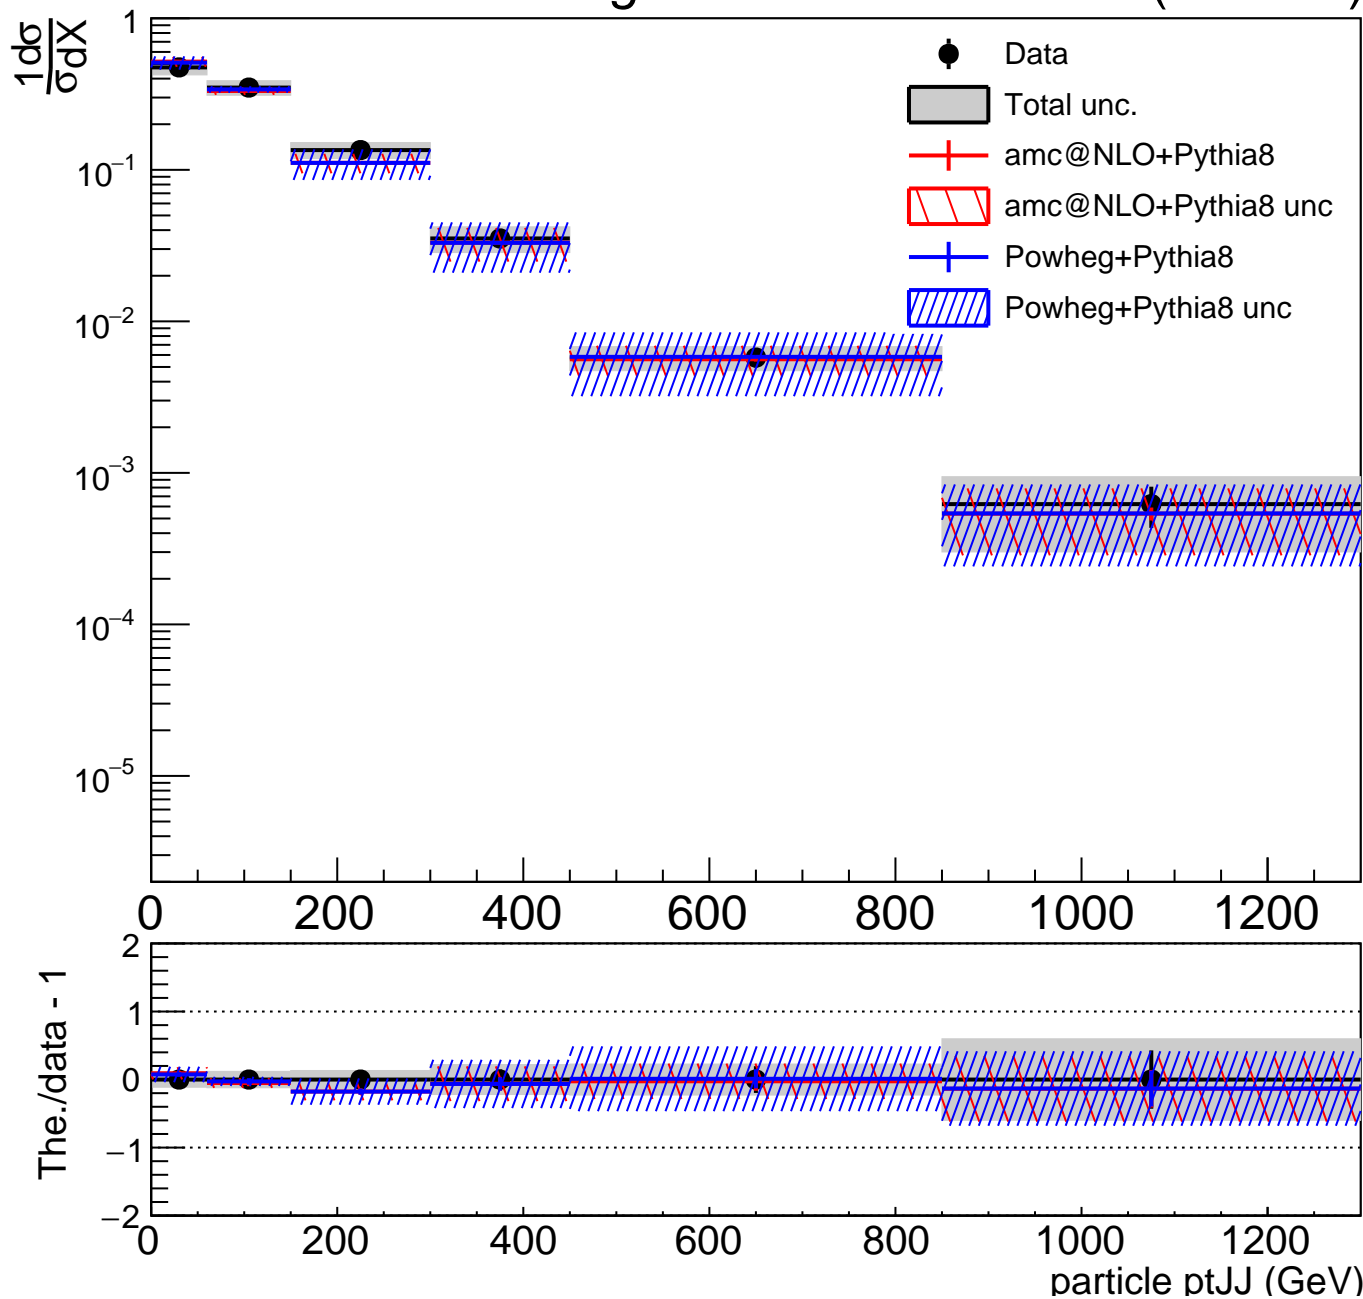 1dσ
σdX
1
10⁻¹
10⁻²
10⁻³
10⁻⁴
10⁻⁵
Data
Total unc.
amc@NLO+Pythia8
amc@NLO+Pythia8 unc
Powheg+Pythia8
Powheg+Pythia8 unc
0 200 400 600 800 1000 1200
The./data - 1
2
1
0
−1
−2
0 200 400 600 800 1000 1200
particle ptJJ (GeV)